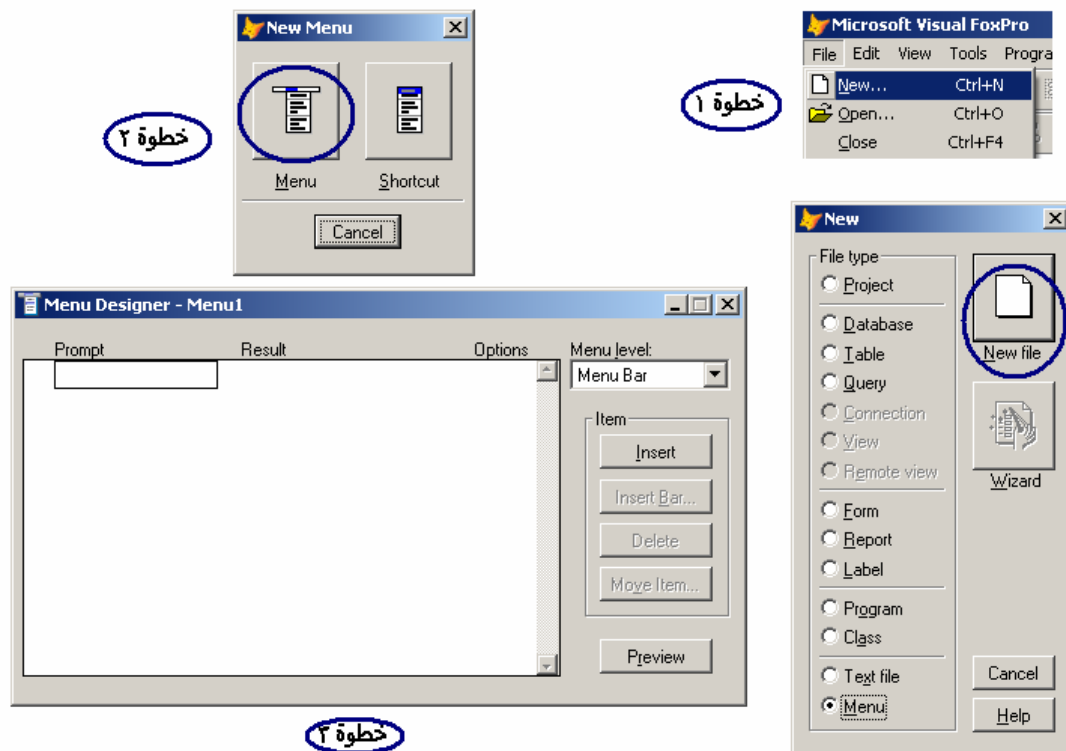 Microsoft Visual FoxPro
File Edit View Tools Progra
New... Ctrl+N
Open... Ctrl+O
Close Ctrl+F4
خطوة ١
New Menu
Menu Shortcut
Cancel
خطوة ٢
New
File type
Project
Database
Table
Query
Connection
View
Remote view
Form
Report
Label
Program
Class
Text file
Menu
New file
Wizard
Cancel
Help
Menu Designer - Menu1
Prompt Result Options Menu level:
Menu Bar
Item
Insert
Insert Bar...
Delete
Move Item...
Preview
خطوة ٣